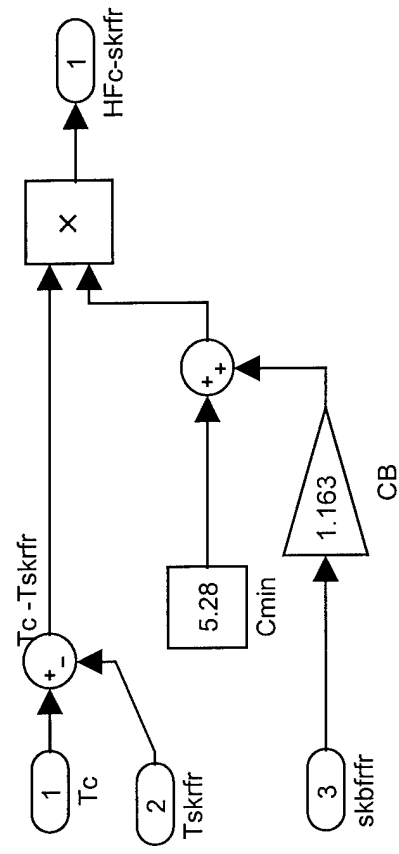 1
HFc-skrfr
×
Tc -Tskrfr
+
-
1
Tc
2
Tskrfr
+
+
5.28
Cmin
1.163
CB
3
skbfrfr